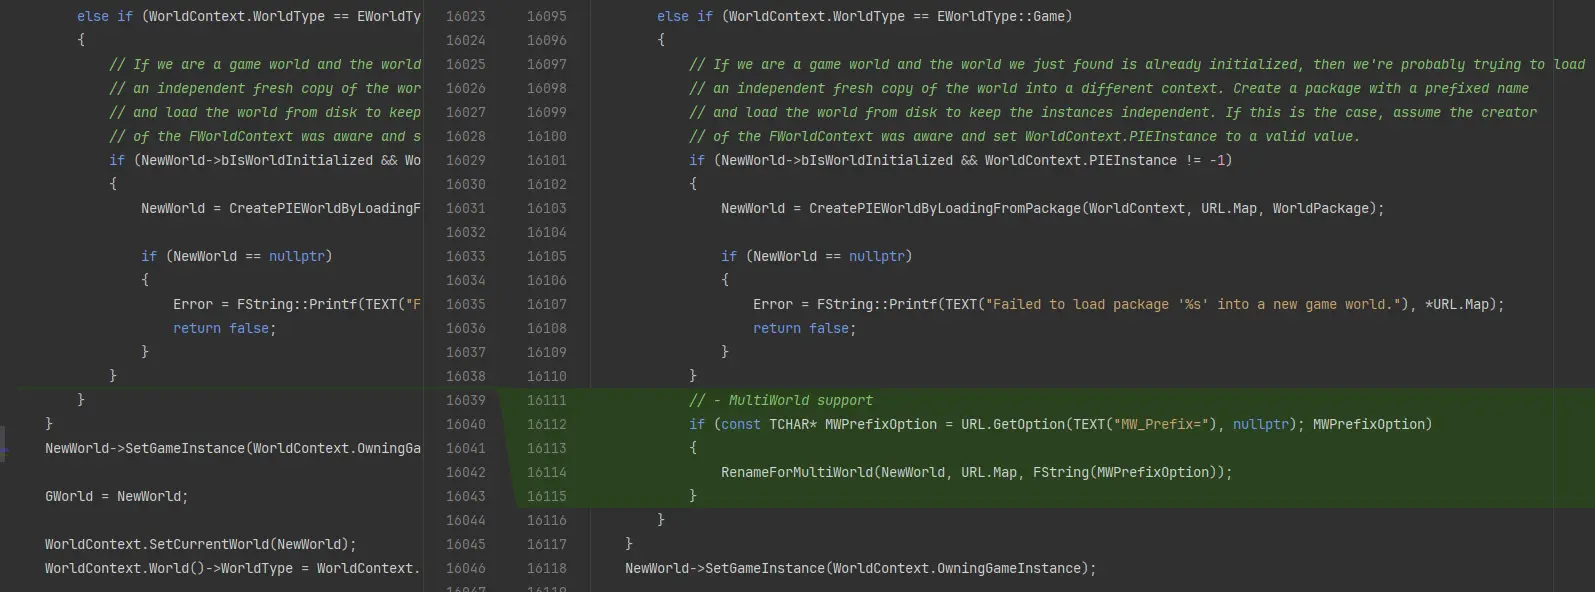 else if (WorldContext.WorldType == EWorldTy
{
// If we are a game world and the world
// an independent fresh copy of the wor
// and load the world from disk to keep
// of the FWorldContext was aware and s
if (NewWorld->bIsWorldInitialized && Wo
{
NewWorld = CreatePIEWorldByLoadingF
if (NewWorld == nullptr)
{
Error = FString::Printf(TEXT("F
return false;
}
}
}
}
NewWorld->SetGameInstance(WorldContext.OwningGa
GWorld = NewWorld;
WorldContext.SetCurrentWorld(NewWorld);
WorldContext.World()->WorldType = WorldContext.
16023 16095 else if (WorldContext.WorldType == EWorldType::Game)
16024 16096 {
16025 16097 // If we are a game world and the world we just found is already initialized, then we're probably trying to load
16026 16098 // an independent fresh copy of the world into a different context. Create a package with a prefixed name
16027 16099 // and load the world from disk to keep the instances independent. If this is the case, assume the creator
16028 16100 // of the FWorldContext was aware and set WorldContext.PIEInstance to a valid value.
16029 16101 if (NewWorld->bIsWorldInitialized && WorldContext.PIEInstance != -1)
16030 16102 {
16031 16103 NewWorld = CreatePIEWorldByLoadingFromPackage(WorldContext, URL.Map, WorldPackage);
16032 16104
16033 16105 if (NewWorld == nullptr)
16034 16106 {
16035 16107 Error = FString::Printf(TEXT("Failed to load package '%s' into a new game world."), *URL.Map);
16036 16108 return false;
16037 16109 }
16038 16110 }
16039 16111 // - MultiWorld support
16040 16112 if (const TCHAR* MWPrefixOption = URL.GetOption(TEXT("MW_Prefix="), nullptr); MWPrefixOption)
16041 16113 {
16042 16114 RenameForMultiWorld(NewWorld, URL.Map, FString(MWPrefixOption));
16043 16115 }
16044 16116 }
16045 16117 }
16046 16118 NewWorld->SetGameInstance(WorldContext.OwningGameInstance);